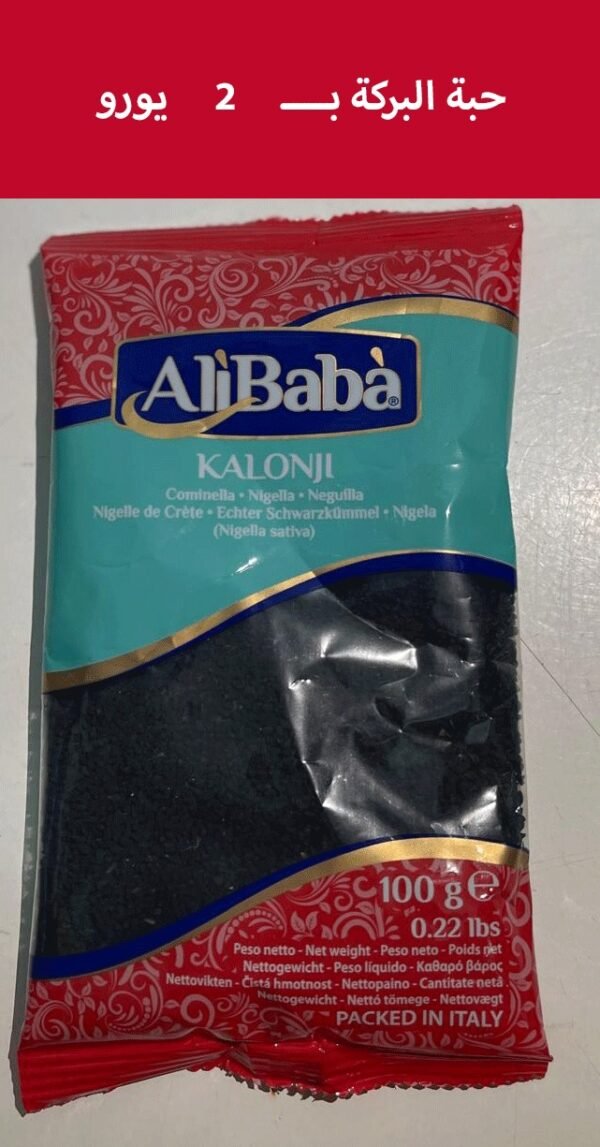 حبة البركة بـــ 2 يورو
AlìBabà®
KALONJI
Cominella • Nigella • Neguilla
Nigelle de Crète • Echter Schwarzkümmel • Nigela
(Nigella sativa)
100 g ℮
0.22 lbs
Peso netto - Net weight - Peso neto - Poids net
Nettogewicht - Peso líquido - Καθαρό βάρος
Nettovikten - Čistá hmotnost - Nettopaino - Cantitate netă
Nettogewicht - Nettó tömege - Nettovægt
PACKED IN ITALY